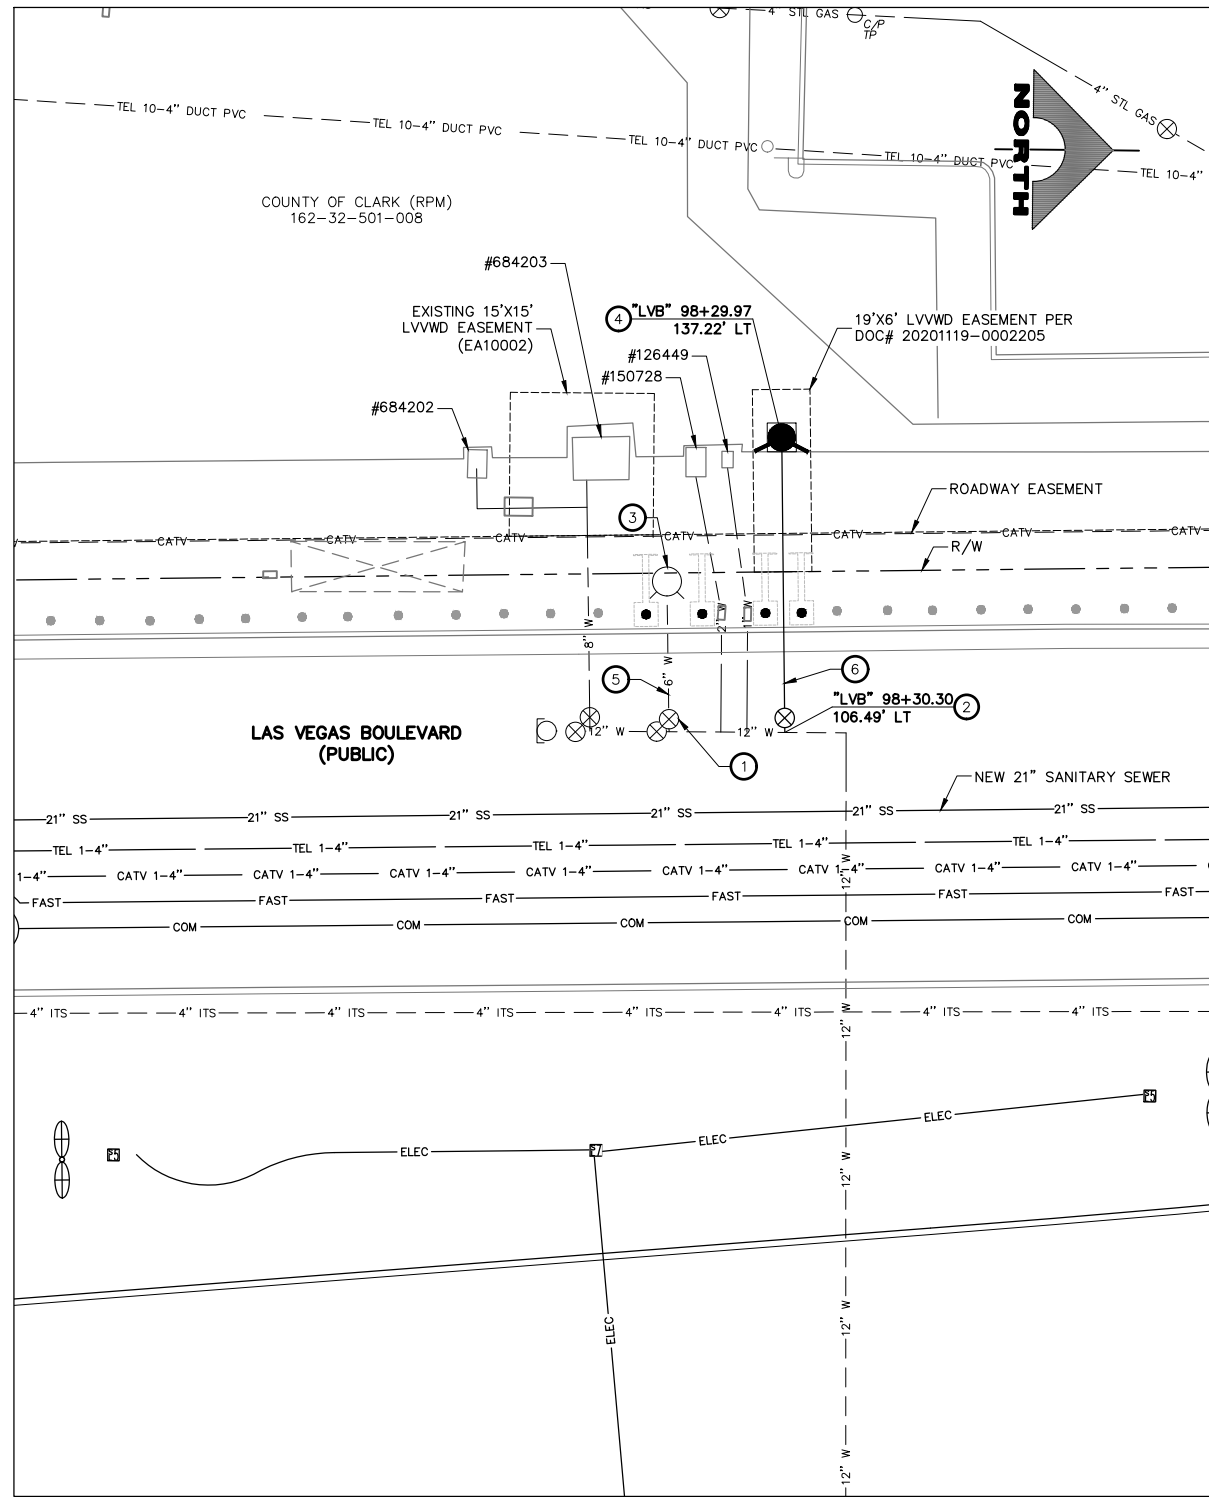 4" STL GAS
C/P
TP
4" STL GAS
NORTH
TEL 10-4" DUCT PVC
TEL 10-4" DUCT PVC
TEL 10-4" DUCT PVC
TEL 10-4" DUCT PVC
TEL 10-4"
COUNTY OF CLARK (RPM)
162-32-501-008
#684203
EXISTING 15'X15'
LVVWD EASEMENT
(EA10002)
4
"LVB" 98+29.97
137.22' LT
19'X6' LVVWD EASEMENT PER
DOC# 20201119-0002205
#126449
#150728
#684202
ROADWAY EASEMENT
3
CATV
CATV
CATV
CATV
CATV
CATV
CATV
R/W
8" W
6" W
2" W
1" W
5
6
"LVB" 98+30.30
106.49' LT
2
LAS VEGAS BOULEVARD
(PUBLIC)
12" W
12" W
1
NEW 21" SANITARY SEWER
21" SS
21" SS
21" SS
21" SS
21" SS
21" SS
TEL 1-4"
TEL 1-4"
TEL 1-4"
TEL 1-4"
TEL 1-4"
1-4"
CATV 1-4"
CATV 1-4"
CATV 1-4"
CATV 1-4"
CATV 1-4"
CATV 1-4"
CATV 1-4"
CATV 1-4"
12" W
FAST
FAST
FAST
FAST
FAST
FAST
COM
COM
COM
COM
COM
4" ITS
4" ITS
4" ITS
4" ITS
4" ITS
4" ITS
4" ITS
4" ITS
12" W
ELEC
ELEC
ELEC
12" W
ELEC
12" W
12" W